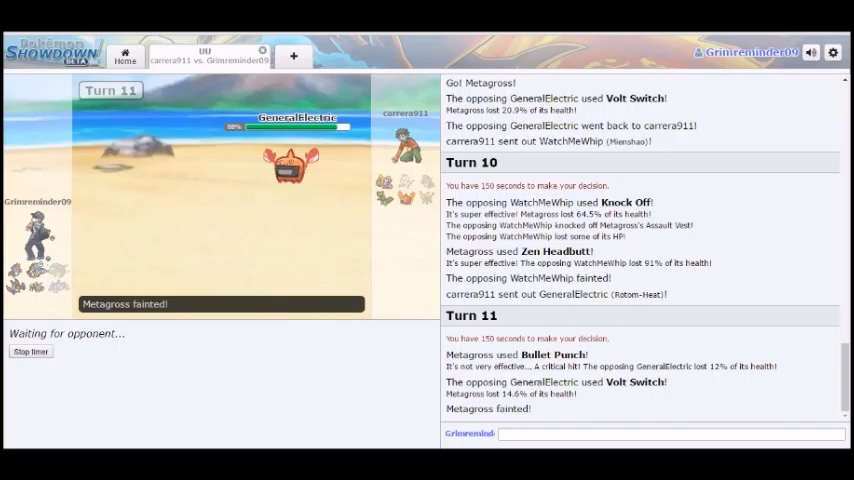 Pokémon
SHOWDOWN
BETA
Home
UU
carrera911 vs. Grimreminder09
+
Grimreminder09
Turn 11
GeneralElectric
88%
carrera911
Grimreminder09
Metagross fainted!
Waiting for opponent...
Stop timer
Go! Metagross!
The opposing GeneralElectric used Volt Switch!
Metagross lost 20.9% of its health!
The opposing GeneralElectric went back to carrera911!
carrera911 sent out WatchMeWhip (Mienshao)!
Turn 10
You have 150 seconds to make your decision.
The opposing WatchMeWhip used Knock Off!
It's super effective! Metagross lost 64.5% of its health!
The opposing WatchMeWhip knocked off Metagross's Assault Vest!
The opposing WatchMeWhip lost some of its HP!
Metagross used Zen Headbutt!
It's super effective! The opposing WatchMeWhip lost 91% of its health!
The opposing WatchMeWhip fainted!
carrera911 sent out GeneralElectric (Rotom-Heat)!
Turn 11
You have 150 seconds to make your decision.
Metagross used Bullet Punch!
It's not very effective... A critical hit! The opposing GeneralElectric lost 12% of its health!
The opposing GeneralElectric used Volt Switch!
Metagross lost 14.6% of its health!
Metagross fainted!
Grimremind